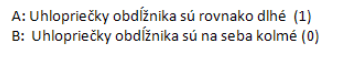 A: Uhlopriečky obdĺžnika sú rovnako dlhé (1)
B: Uhlopriečky obdĺžnika sú na seba kolmé (0)